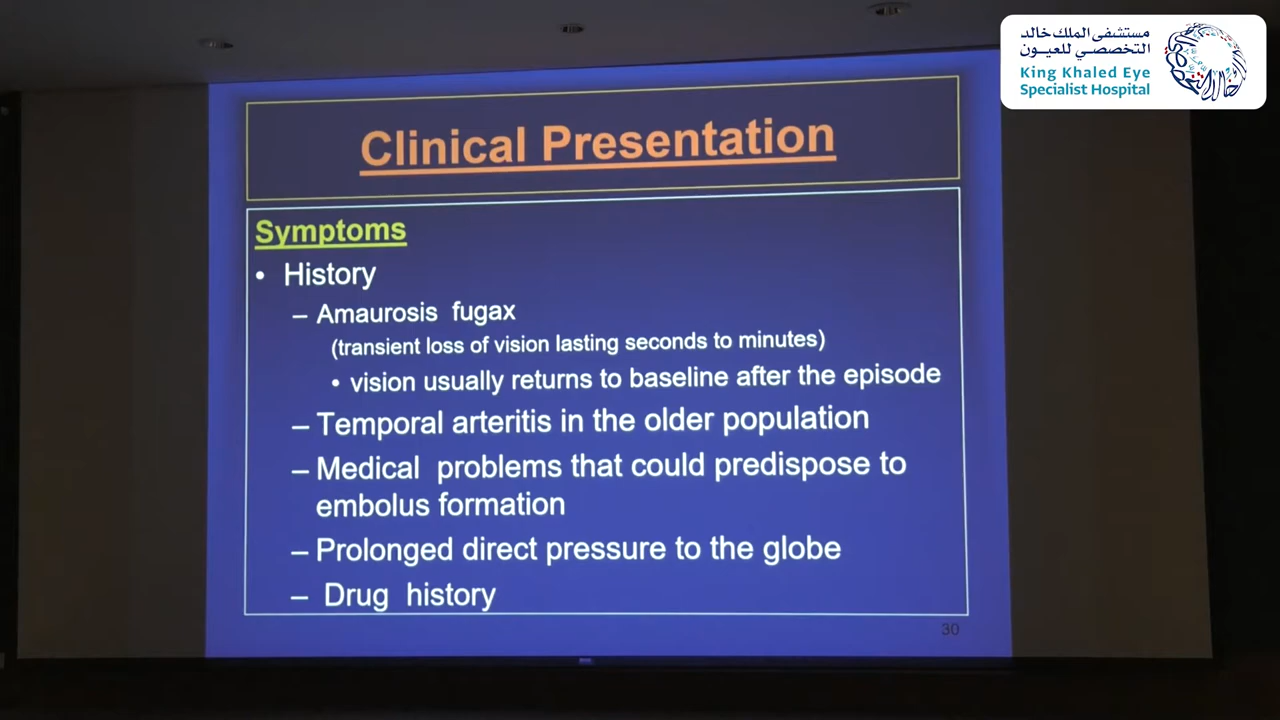 مستشفى الملك خالد
التخصصي للعيون
King Khaled Eye
Specialist Hospital
Clinical Presentation
Symptoms
• History
– Amaurosis fugax
(transient loss of vision lasting seconds to minutes)
• vision usually returns to baseline after the episode
– Temporal arteritis in the older population
– Medical problems that could predispose to
embolus formation
– Prolonged direct pressure to the globe
– Drug history
30